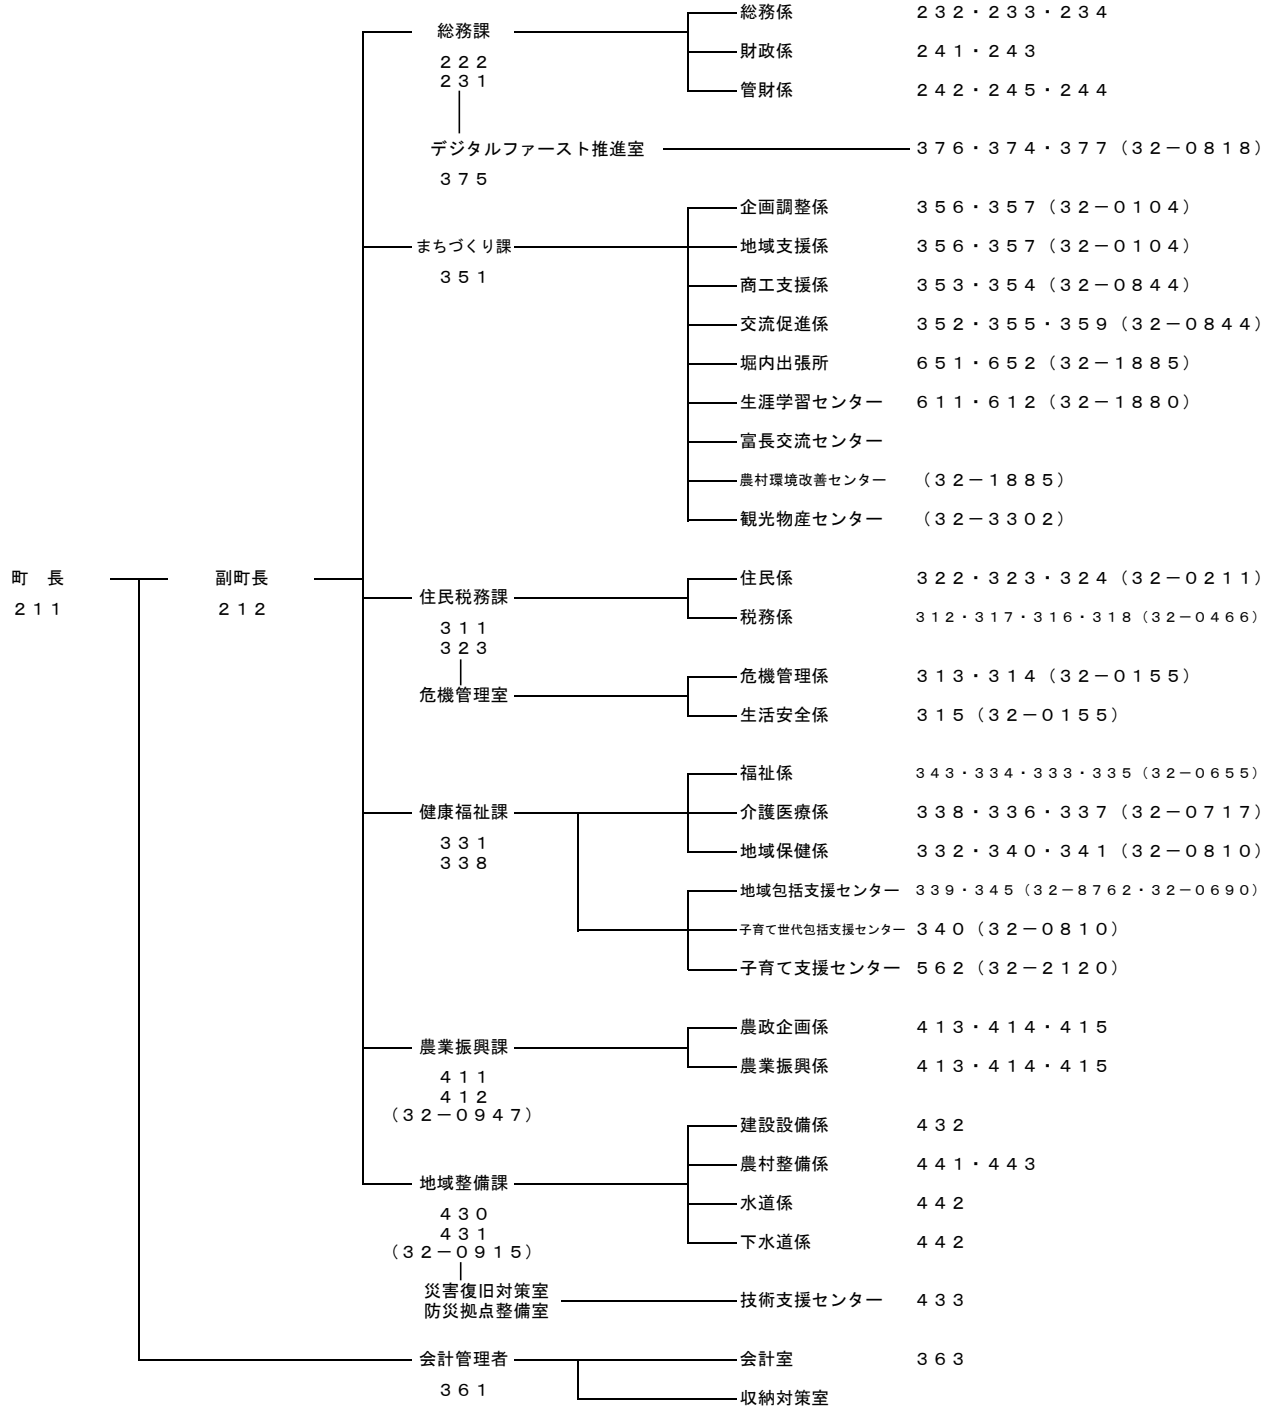 総務係 ２３２・２３３・２３４
総務課
２２２
２３１
財政係 ２４１・２４３
管財係 ２４２・２４５・２４４
デジタルファースト推進室 ３７６・３７４・３７７（３２－０８１８）
３７５
企画調整係 ３５６・３５７（３２－０１０４）
まちづくり課
３５１
地域支援係 ３５６・３５７（３２－０１０４）
商工支援係 ３５３・３５４（３２－０８４４）
交流促進係 ３５２・３５５・３５９（３２－０８４４）
堀内出張所 ６５１・６５２（３２－１８８５）
生涯学習センター ６１１・６１２（３２－１８８０）
富長交流センター
農村環境改善センター （３２－１８８５）
観光物産センター （３２－３３０２）
町　長
２１１
副町長
２１２
住民税務課
３１１
３２３
住民係 ３２２・３２３・３２４（３２－０２１１）
税務係 ３１２・３１７・３１６・３１８（３２－０４６６）
危機管理室
危機管理係 ３１３・３１４（３２－０１５５）
生活安全係 ３１５（３２－０１５５）
健康福祉課
３３１
３３８
福祉係 ３４３・３３４・３３３・３３５（３２－０６５５）
介護医療係 ３３８・３３６・３３７（３２－０７１７）
地域保健係 ３３２・３４０・３４１（３２－０８１０）
地域包括支援センター ３３９・３４５（３２－８７６２・３２－０６９０）
子育て世代包括支援センター ３４０（３２－０８１０）
子育て支援センター ５６２（３２－２１２０）
農業振興課
４１１
４１２
（３２－０９４７）
農政企画係 ４１３・４１４・４１５
農業振興係 ４１３・４１４・４１５
地域整備課
４３０
４３１
（３２－０９１５）
建設設備係 ４３２
農村整備係 ４４１・４４３
水道係 ４４２
下水道係 ４４２
災害復旧対策室
防災拠点整備室
技術支援センター ４３３
会計管理者
３６１
会計室 ３６３
収納対策室